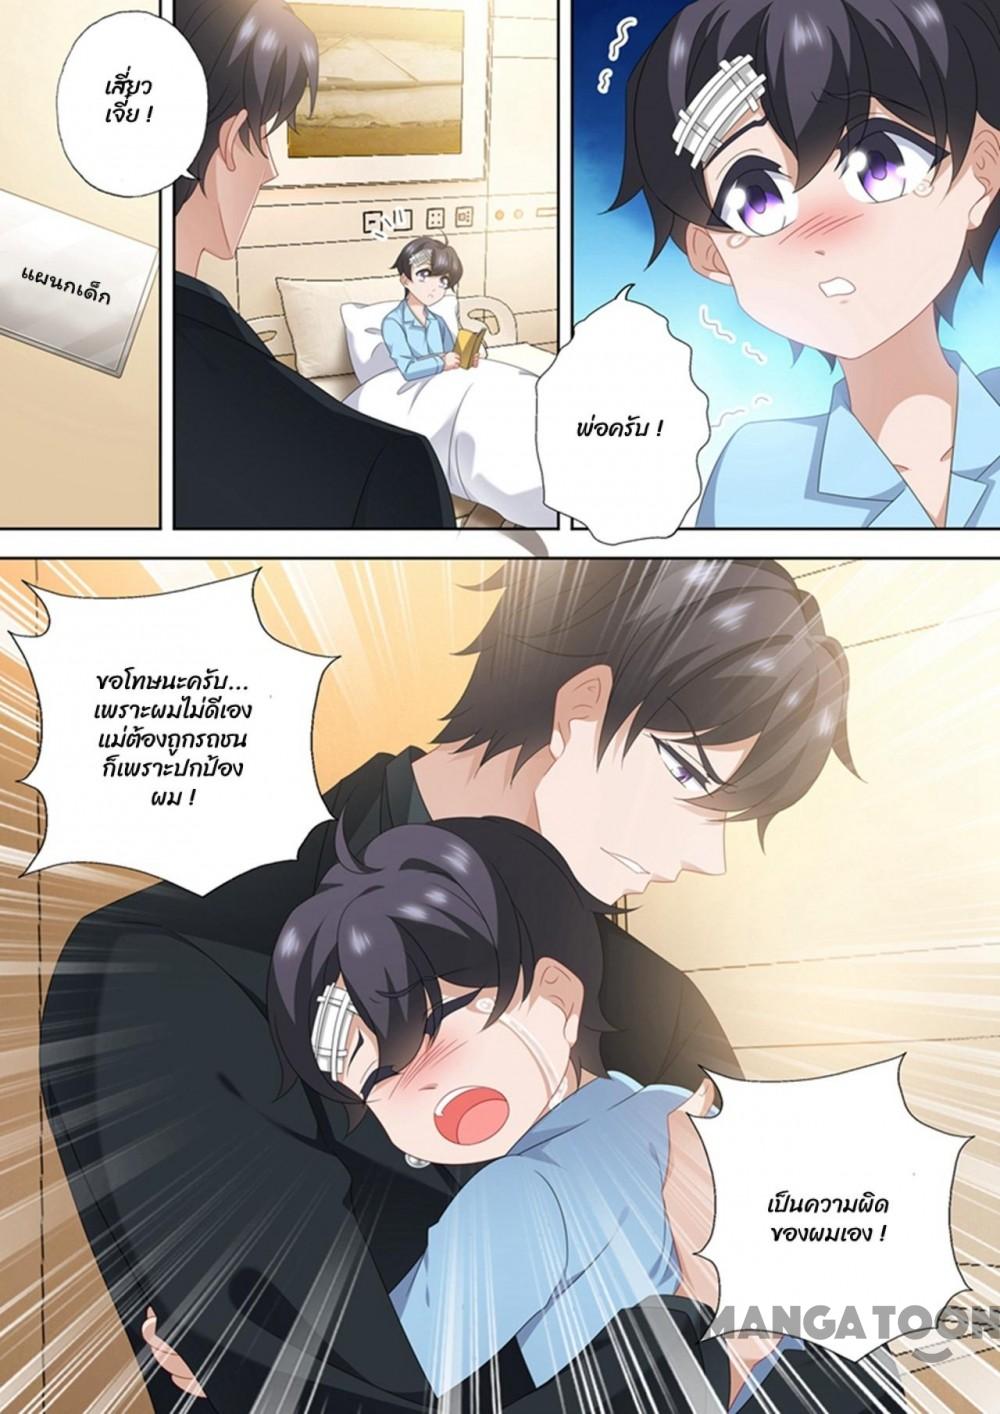 เสี่ยว
เจี๋ย !
แผนกเด็ก
พ่อครับ !
ขอโทษนะครับ...
เพราะผมไม่ดีเอง
แม่ต้องถูกรถชน
ก็เพราะปกป้อง
ผม !
เป็นความผิด
ของผมเอง !
MANGATOON